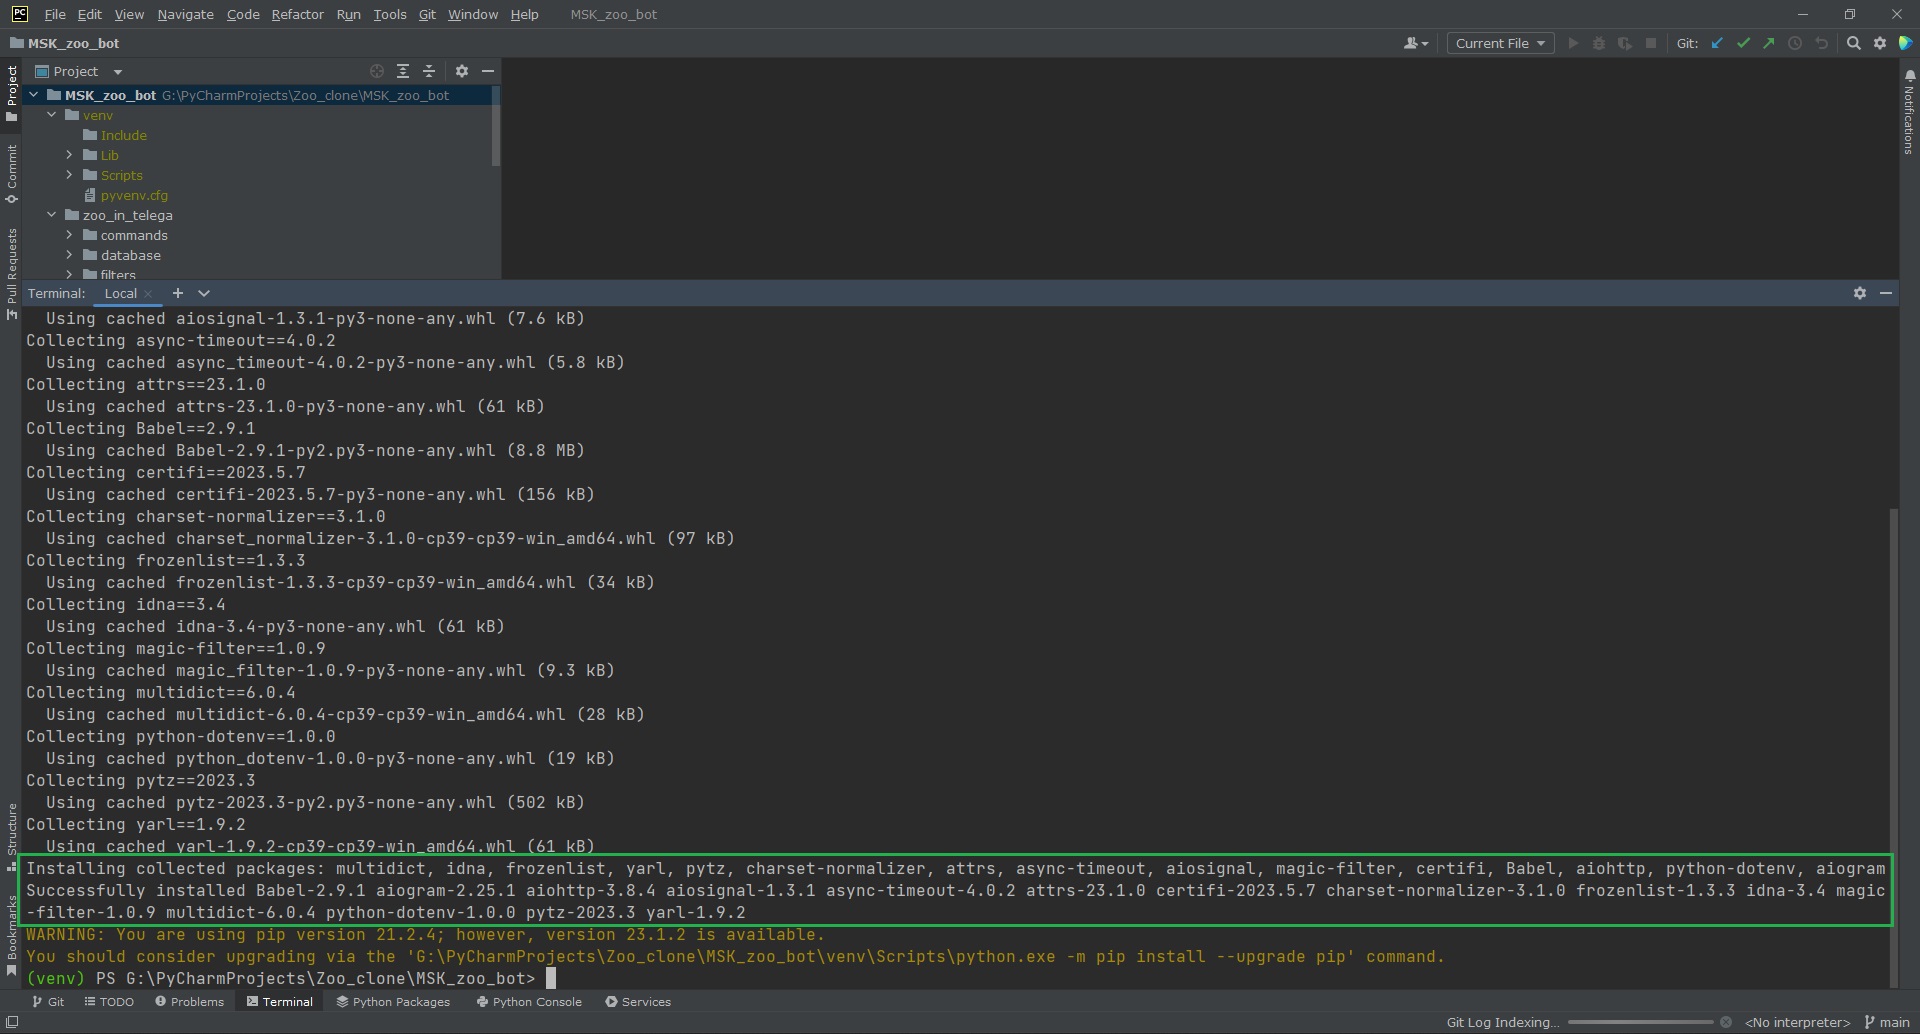 PC File Edit View Navigate Code Refactor Run Tools Git Window Help MSK_zoo_bot
MSK_zoo_bot Current File Git:
Project
MSK_zoo_bot G:\PyCharmProjects\Zoo_clone\MSK_zoo_bot
venv
Include
Lib
Scripts
pyvenv.cfg
zoo_in_telega
commands
database
filters
Project
Commit
Pull Requests
Structure
Bookmarks
Notifications
Terminal: Local
Using cached aiosignal-1.3.1-py3-none-any.whl (7.6 kB)
Collecting async-timeout==4.0.2
Using cached async_timeout-4.0.2-py3-none-any.whl (5.8 kB)
Collecting attrs==23.1.0
Using cached attrs-23.1.0-py3-none-any.whl (61 kB)
Collecting Babel==2.9.1
Using cached Babel-2.9.1-py2.py3-none-any.whl (8.8 MB)
Collecting certifi==2023.5.7
Using cached certifi-2023.5.7-py3-none-any.whl (156 kB)
Collecting charset-normalizer==3.1.0
Using cached charset_normalizer-3.1.0-cp39-cp39-win_amd64.whl (97 kB)
Collecting frozenlist==1.3.3
Using cached frozenlist-1.3.3-cp39-cp39-win_amd64.whl (34 kB)
Collecting idna==3.4
Using cached idna-3.4-py3-none-any.whl (61 kB)
Collecting magic-filter==1.0.9
Using cached magic_filter-1.0.9-py3-none-any.whl (9.3 kB)
Collecting multidict==6.0.4
Using cached multidict-6.0.4-cp39-cp39-win_amd64.whl (28 kB)
Collecting python-dotenv==1.0.0
Using cached python_dotenv-1.0.0-py3-none-any.whl (19 kB)
Collecting pytz==2023.3
Using cached pytz-2023.3-py2.py3-none-any.whl (502 kB)
Collecting yarl==1.9.2
Using cached yarl-1.9.2-cp39-cp39-win_amd64.whl (61 kB)
Installing collected packages: multidict, idna, frozenlist, yarl, pytz, charset-normalizer, attrs, async-timeout, aiosignal, magic-filter, certifi, Babel, aiohttp, python-dotenv, aiogram
Successfully installed Babel-2.9.1 aiogram-2.25.1 aiohttp-3.8.4 aiosignal-1.3.1 async-timeout-4.0.2 attrs-23.1.0 certifi-2023.5.7 charset-normalizer-3.1.0 frozenlist-1.3.3 idna-3.4 magic
-filter-1.0.9 multidict-6.0.4 python-dotenv-1.0.0 pytz-2023.3 yarl-1.9.2
WARNING: You are using pip version 21.2.4; however, version 23.1.2 is available.
You should consider upgrading via the 'G:\PyCharmProjects\Zoo_clone\MSK_zoo_bot\venv\Scripts\python.exe -m pip install --upgrade pip' command.
(venv) PS G:\PyCharmProjects\Zoo_clone\MSK_zoo_bot>
Git TODO Problems Terminal Python Packages Python Console Services
Git Log Indexing... <No interpreter> main